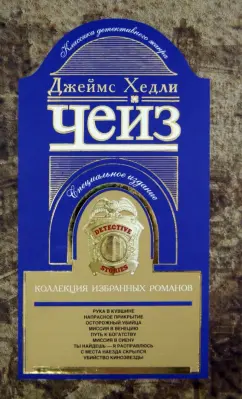 Классика детективного жанра
Джеймс Хедли
Чейз
Специальное издание
DETECTIVE
STORIES
КОЛЛЕКЦИЯ ИЗБРАННЫХ РОМАНОВ
РУКА В КУВШИНЕ
НАПРАСНОЕ ПРИКРЫТИЕ
ОСТОРОЖНЫЙ УБИЙЦА
МИССИЯ В ВЕНЕЦИЮ
ПУТЬ К БОГАТСТВУ
МИССИЯ В СИЕНУ
ТЫ НАЙДЕШЬ — Я РАСПРАВЛЮСЬ
С МЕСТА НАЕЗДА СКРЫЛСЯ
УБИЙСТВО КИНОЗВЕЗДЫ